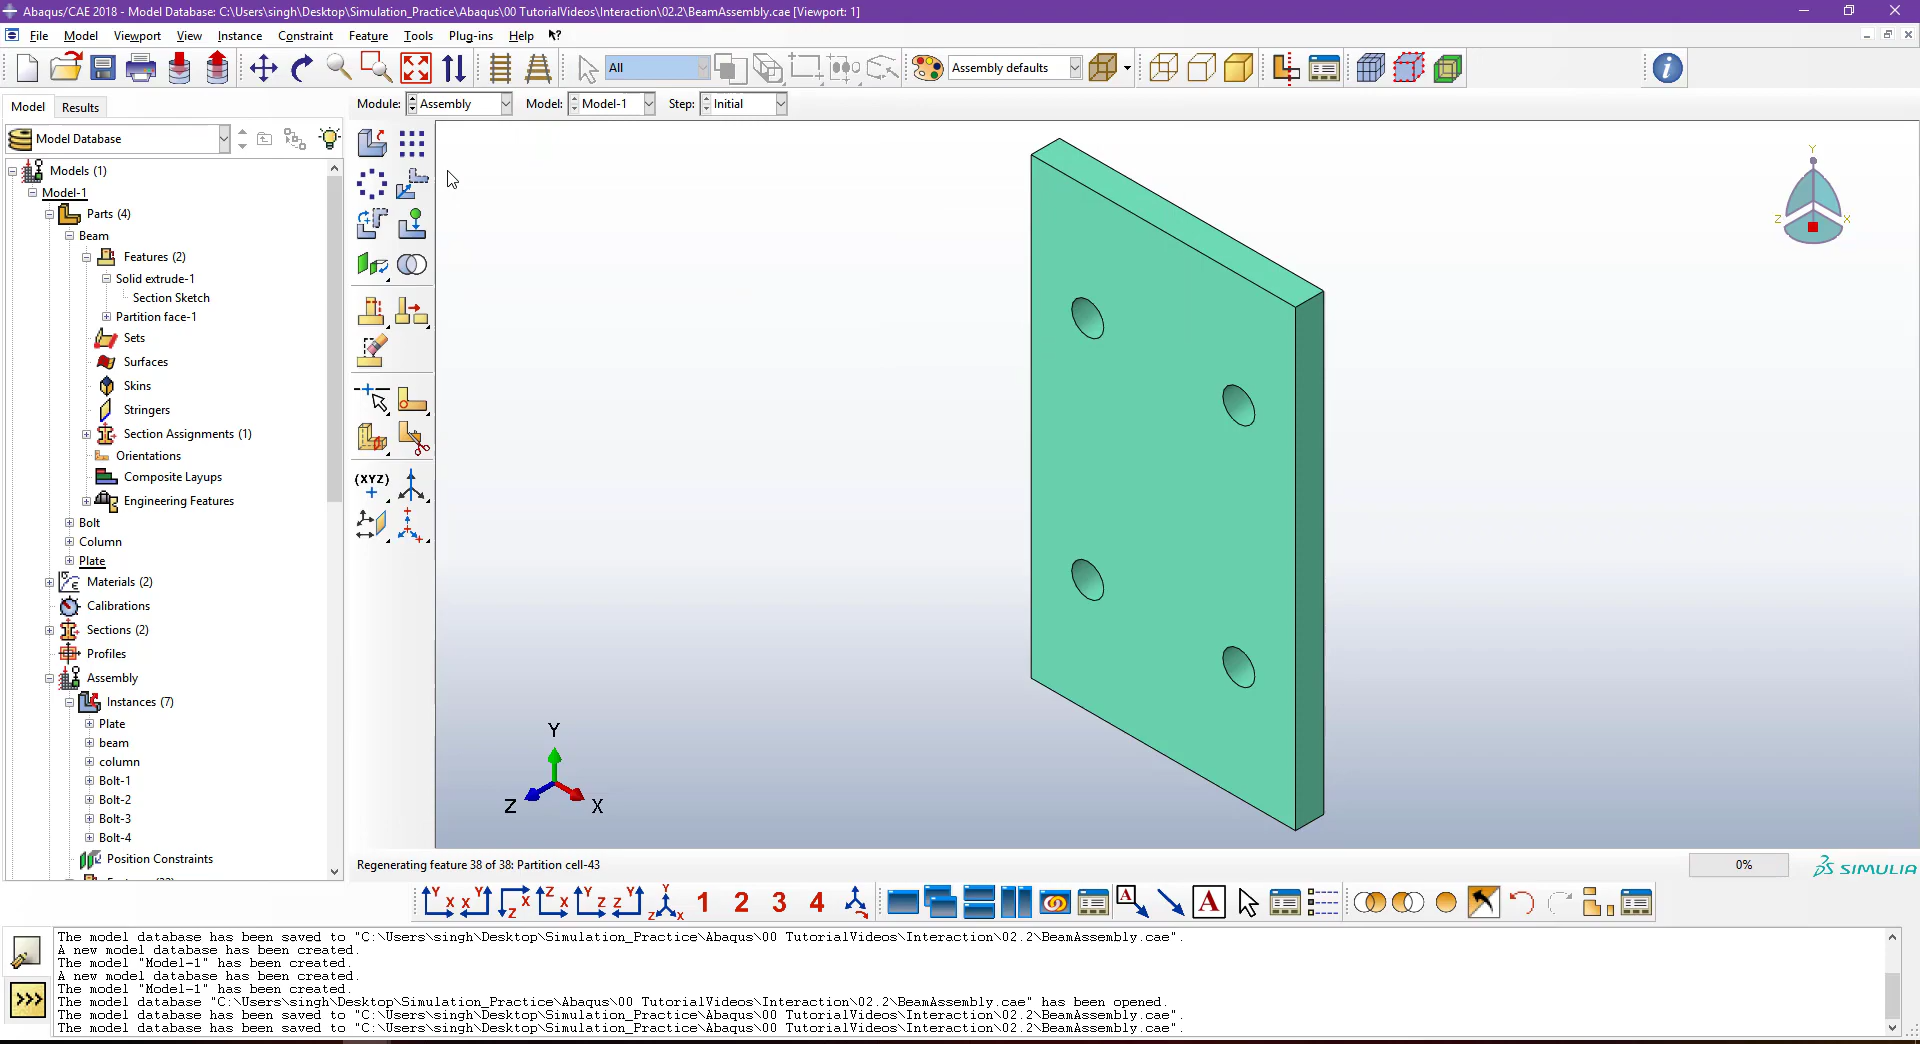 Abaqus/CAE 2018 - Model Database: C:\Users\singh\Desktop\Simulation_Practice\Abaqus\00 TutorialVideos\Interaction\02.2\BeamAssembly.cae [Viewport: 1]
File Model Viewport View Instance Constraint Feature Tools Plug-ins Help
All Assembly defaults
Model Results Module: Assembly Model: Model-1 Step: Initial
Model Database
Models (1)
Model-1
Parts (4)
Beam
Features (2)
Solid extrude-1
Section Sketch
Partition face-1
Sets
Surfaces
Skins
Stringers
Section Assignments (1)
Orientations
Composite Layups
Engineering Features
Bolt
Column
Plate
Materials (2)
Calibrations
Sections (2)
Profiles
Assembly
Instances (7)
Plate
beam
column
Bolt-1
Bolt-2
Bolt-3
Bolt-4
Position Constraints
(XYZ)
Y
Z X
Y
Z X
Regenerating feature 38 of 38: Partition cell-43
0%
SIMULIA
1 2 3 4
A A
The model database has been saved to "C:\Users\singh\Desktop\Simulation_Practice\Abaqus\00 TutorialVideos\Interaction\02.2\BeamAssembly.cae".
A new model database has been created.
The model "Model-1" has been created.
A new model database has been created.
The model "Model-1" has been created.
The model database "C:\Users\singh\Desktop\Simulation_Practice\Abaqus\00 TutorialVideos\Interaction\02.2\BeamAssembly.cae" has been opened.
The model database has been saved to "C:\Users\singh\Desktop\Simulation_Practice\Abaqus\00 TutorialVideos\Interaction\02.2\BeamAssembly.cae".
The model database has been saved to "C:\Users\singh\Desktop\Simulation_Practice\Abaqus\00 TutorialVideos\Interaction\02.2\BeamAssembly.cae".
>>>